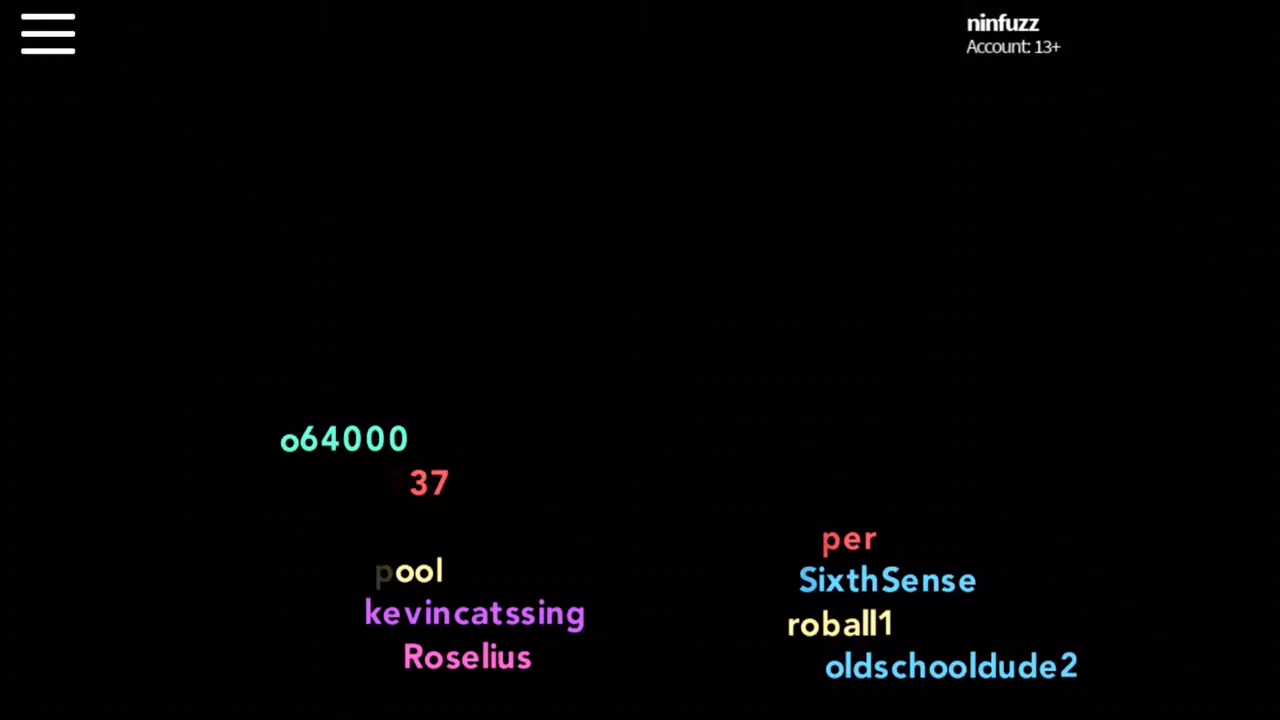 ninfuzz
Account: 13+
o64000
37
pool
kevincatssing
Roselius
per
SixthSense
roball1
oldschooldude2